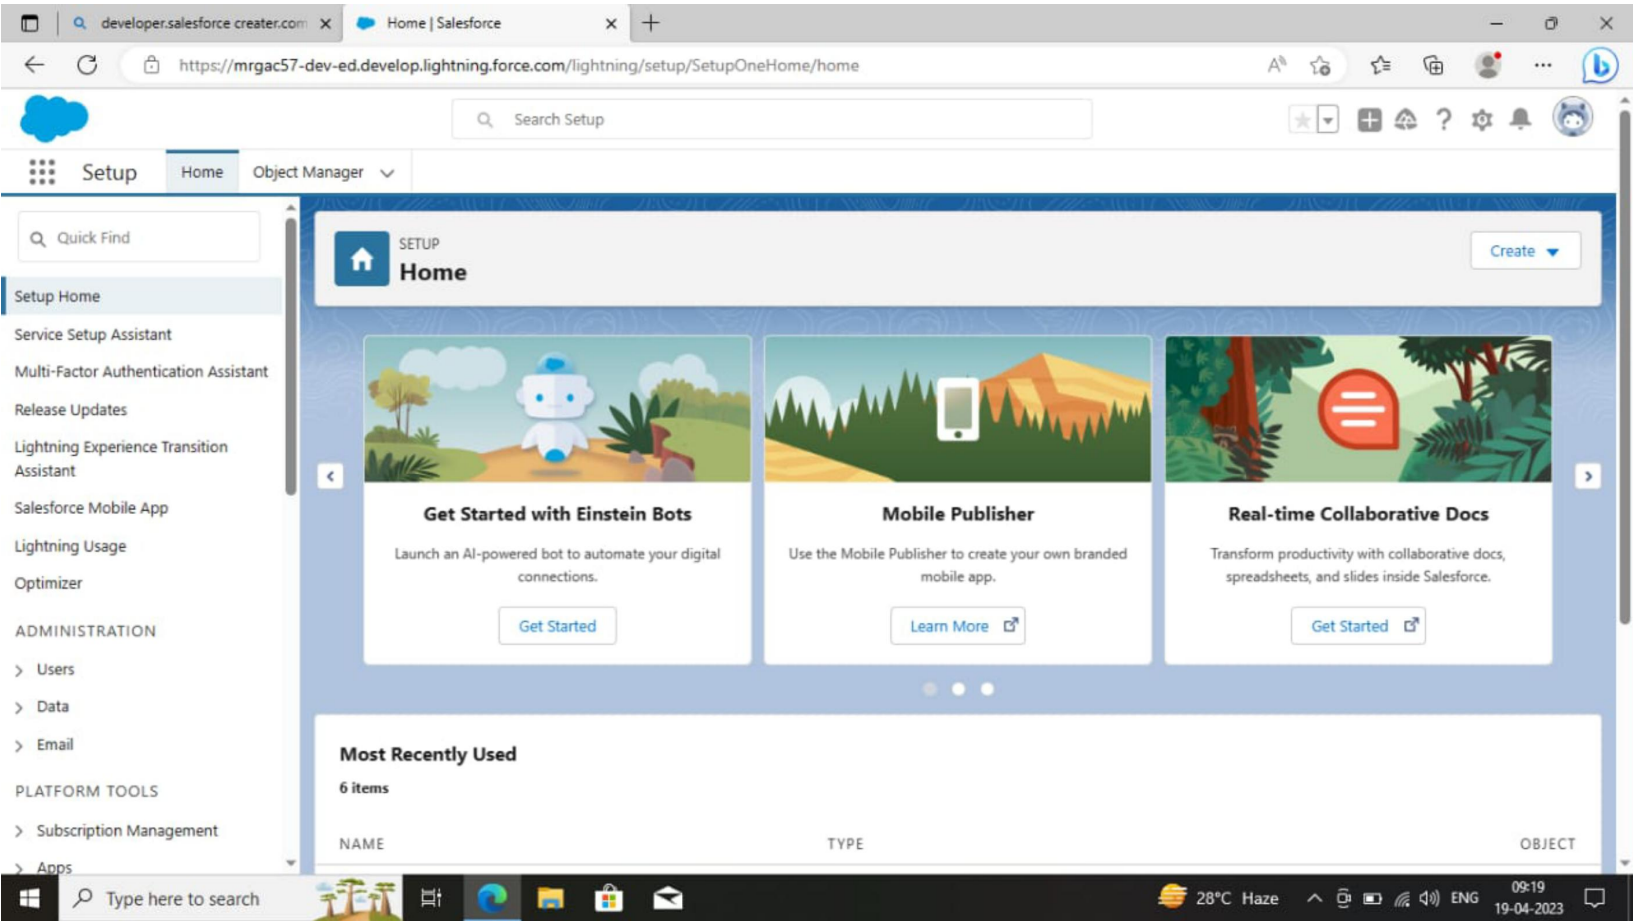 developer.salesforce creater.com
Home | Salesforce
https://mrgac57-dev-ed.develop.lightning.force.com/lightning/setup/SetupOneHome/home
Search Setup
Setup
Home
Object Manager
Quick Find
SETUP
Home
Create
Setup Home
Service Setup Assistant
Multi-Factor Authentication Assistant
Release Updates
Lightning Experience Transition
Assistant
Salesforce Mobile App
Lightning Usage
Optimizer
ADMINISTRATION
Users
Data
Email
PLATFORM TOOLS
Subscription Management
Apps
Get Started with Einstein Bots
Launch an AI-powered bot to automate your digital
connections.
Get Started
Mobile Publisher
Use the Mobile Publisher to create your own branded
mobile app.
Learn More
Real-time Collaborative Docs
Transform productivity with collaborative docs,
spreadsheets, and slides inside Salesforce.
Get Started
Most Recently Used
6 items
NAME TYPE OBJECT
Type here to search
28°C Haze
ENG
09:19
19-04-2023